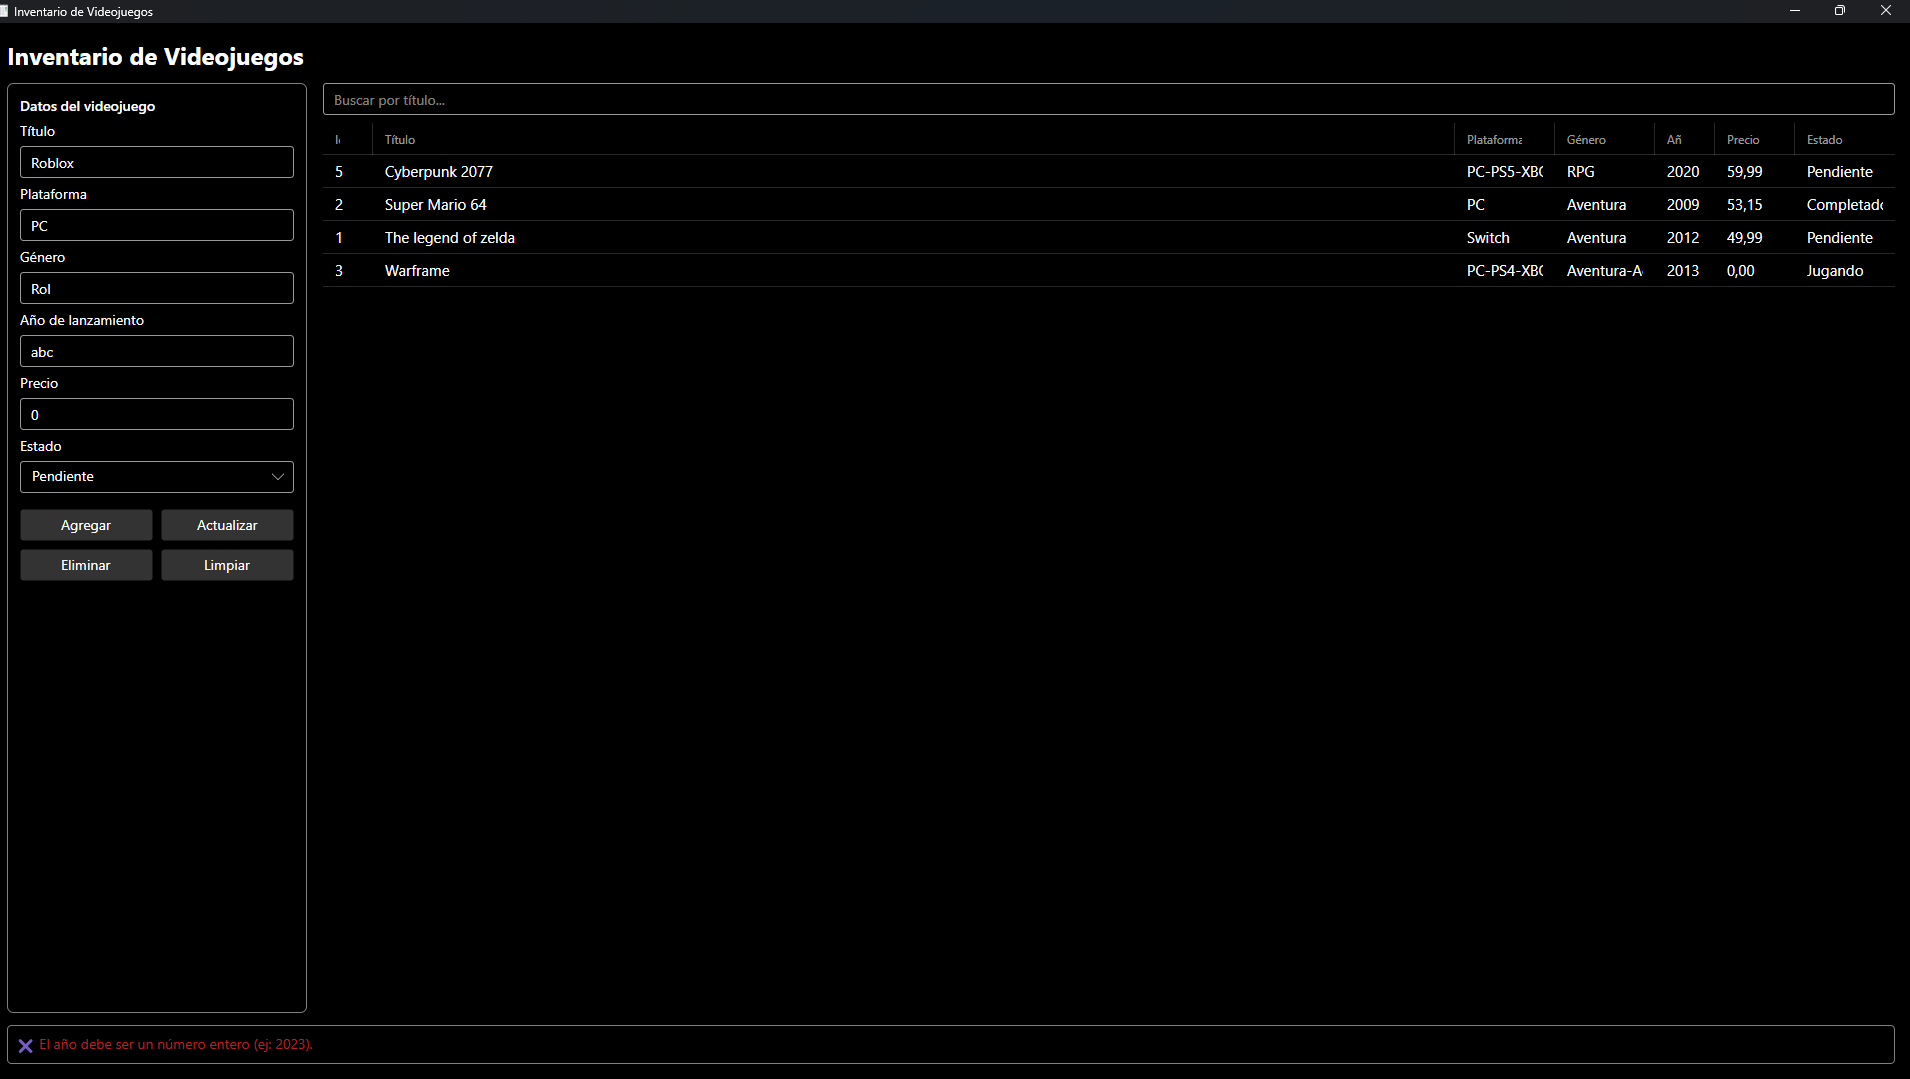 Inventario de Videojuegos
Inventario de Videojuegos
Datos del videojuego
Título
Roblox
Plataforma
PC
Género
Rol
Año de lanzamiento
abc
Precio
0
Estado
Pendiente
Agregar Actualizar
Eliminar Limpiar
Buscar por título...
Título Plataforma Género Añ Precio Estado
5 Cyberpunk 2077 PC-PS5-XB RPG 2020 59,99 Pendiente
2 Super Mario 64 PC Aventura 2009 53,15 Completado
1 The legend of zelda Switch Aventura 2012 49,99 Pendiente
3 Warframe PC-PS4-XB Aventura-A 2013 0,00 Jugando
El año debe ser un número entero (ej: 2023).